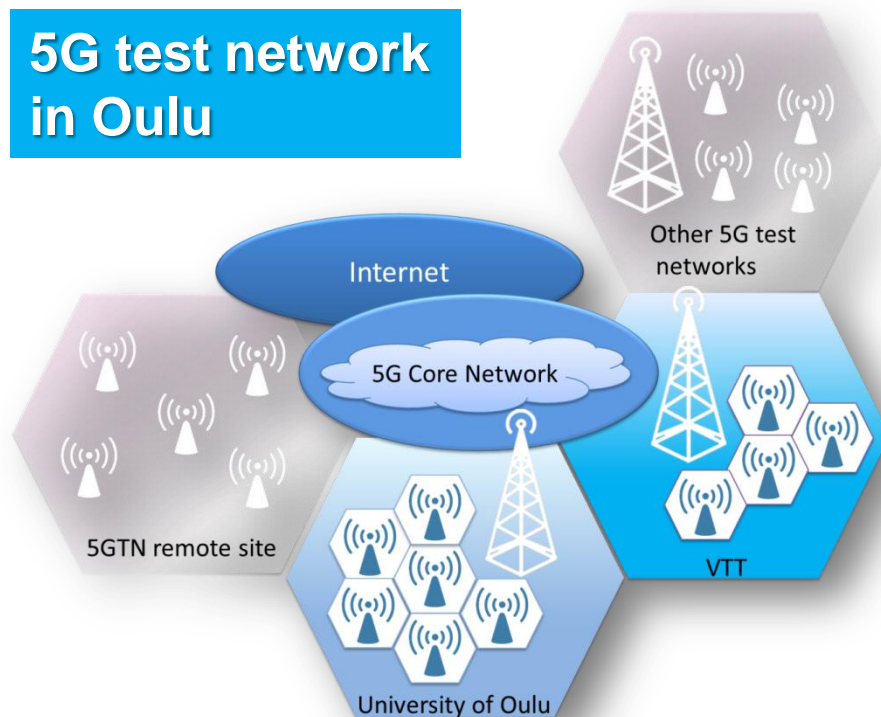 5G test network
in Oulu
Other 5G test
networks
Internet
5G Core Network
5GTN remote site
VTT
University of Oulu